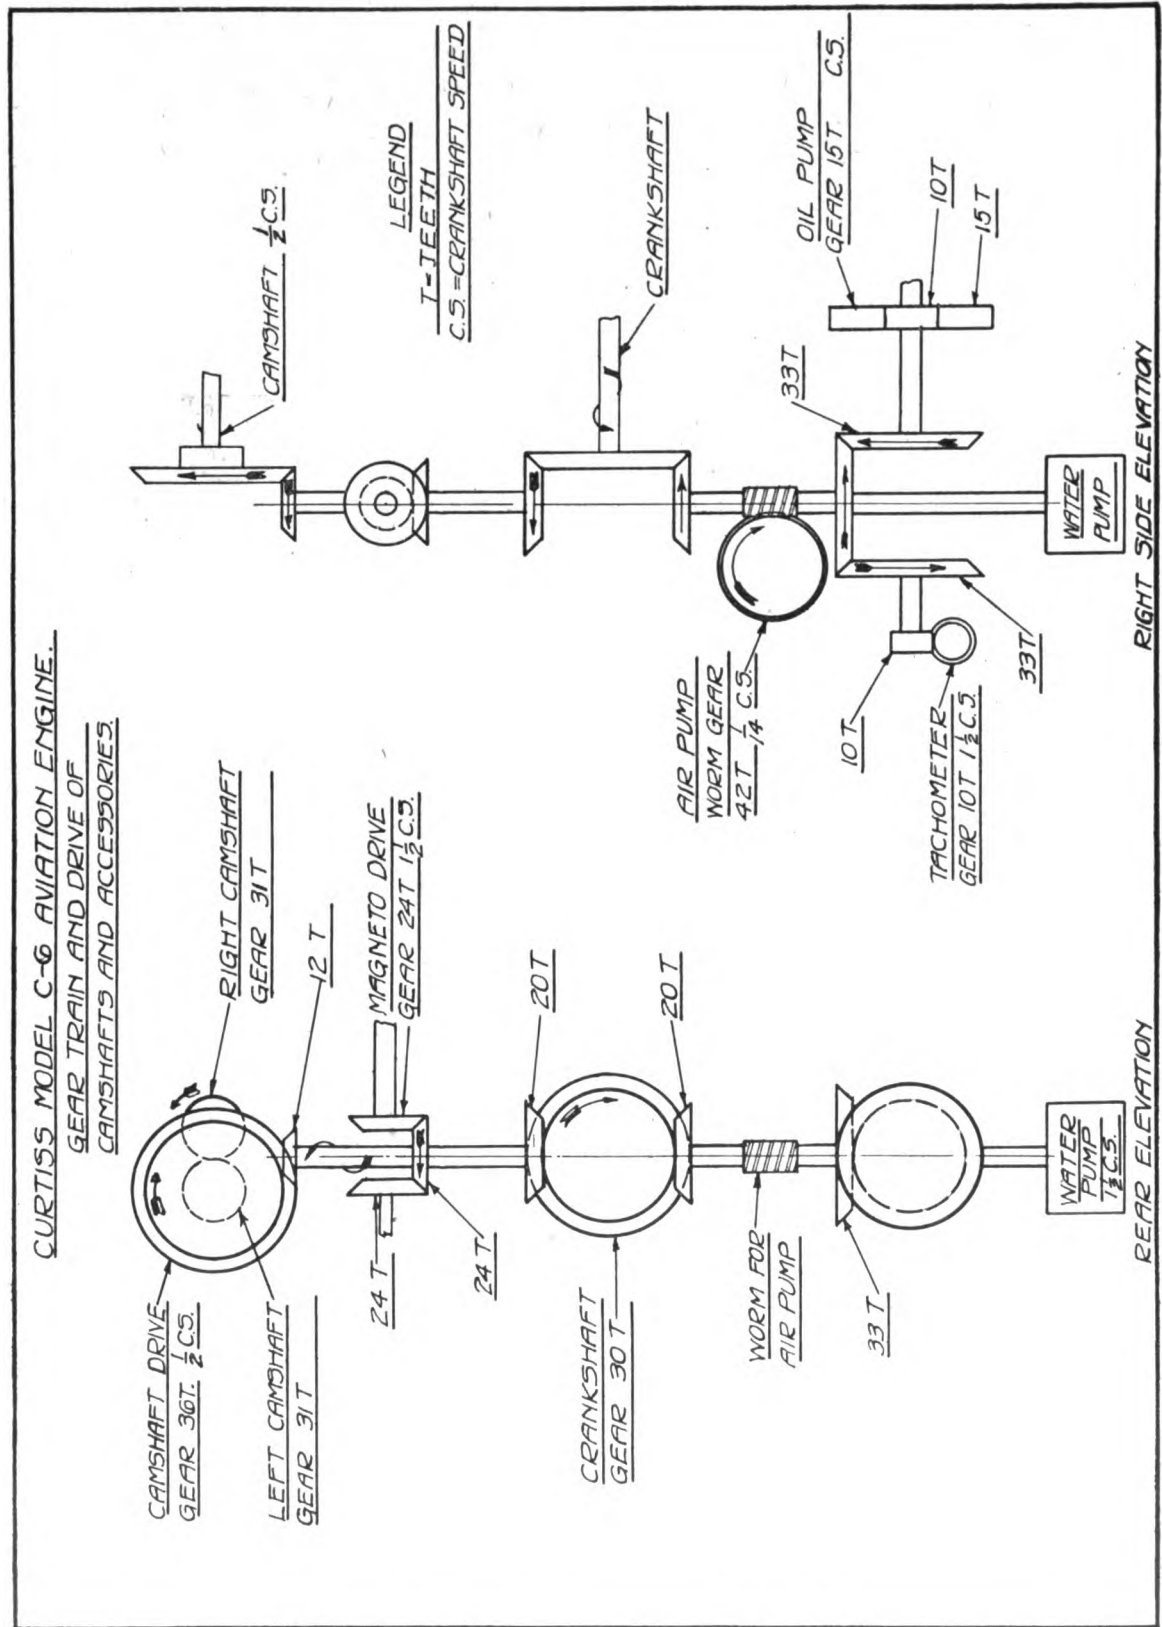 CURTISS MODEL C-6 AVIATION ENGINE.
GEAR TRAIN AND DRIVE OF
CAMSHAFTS AND ACCESSORIES.
CAMSHAFT DRIVE
GEAR 36T. 1/2 C.S.
LEFT CAMSHAFT
GEAR 31T
RIGHT CAMSHAFT
GEAR 31T
12 T
24 T
24 T
MAGNETO DRIVE
GEAR 24T 1 1/2 C.S.
20T
CRANKSHAFT
GEAR 30T
20T
WORM FOR
AIR PUMP
33T
WATER
PUMP
1 1/2 C.S.
REAR ELEVATION
CAMSHAFT 1/2 C.S.
LEGEND
T=TEETH
C.S.=CRANKSHAFT SPEED
CRANKSHAFT
AIR PUMP
WORM GEAR
42T 1/14 C.S.
OIL PUMP
GEAR 15T C.S.
33T
10T
15T
10T
TACHOMETER
GEAR 10T 1 1/2 C.S.
33T
WATER
PUMP
RIGHT SIDE ELEVATION